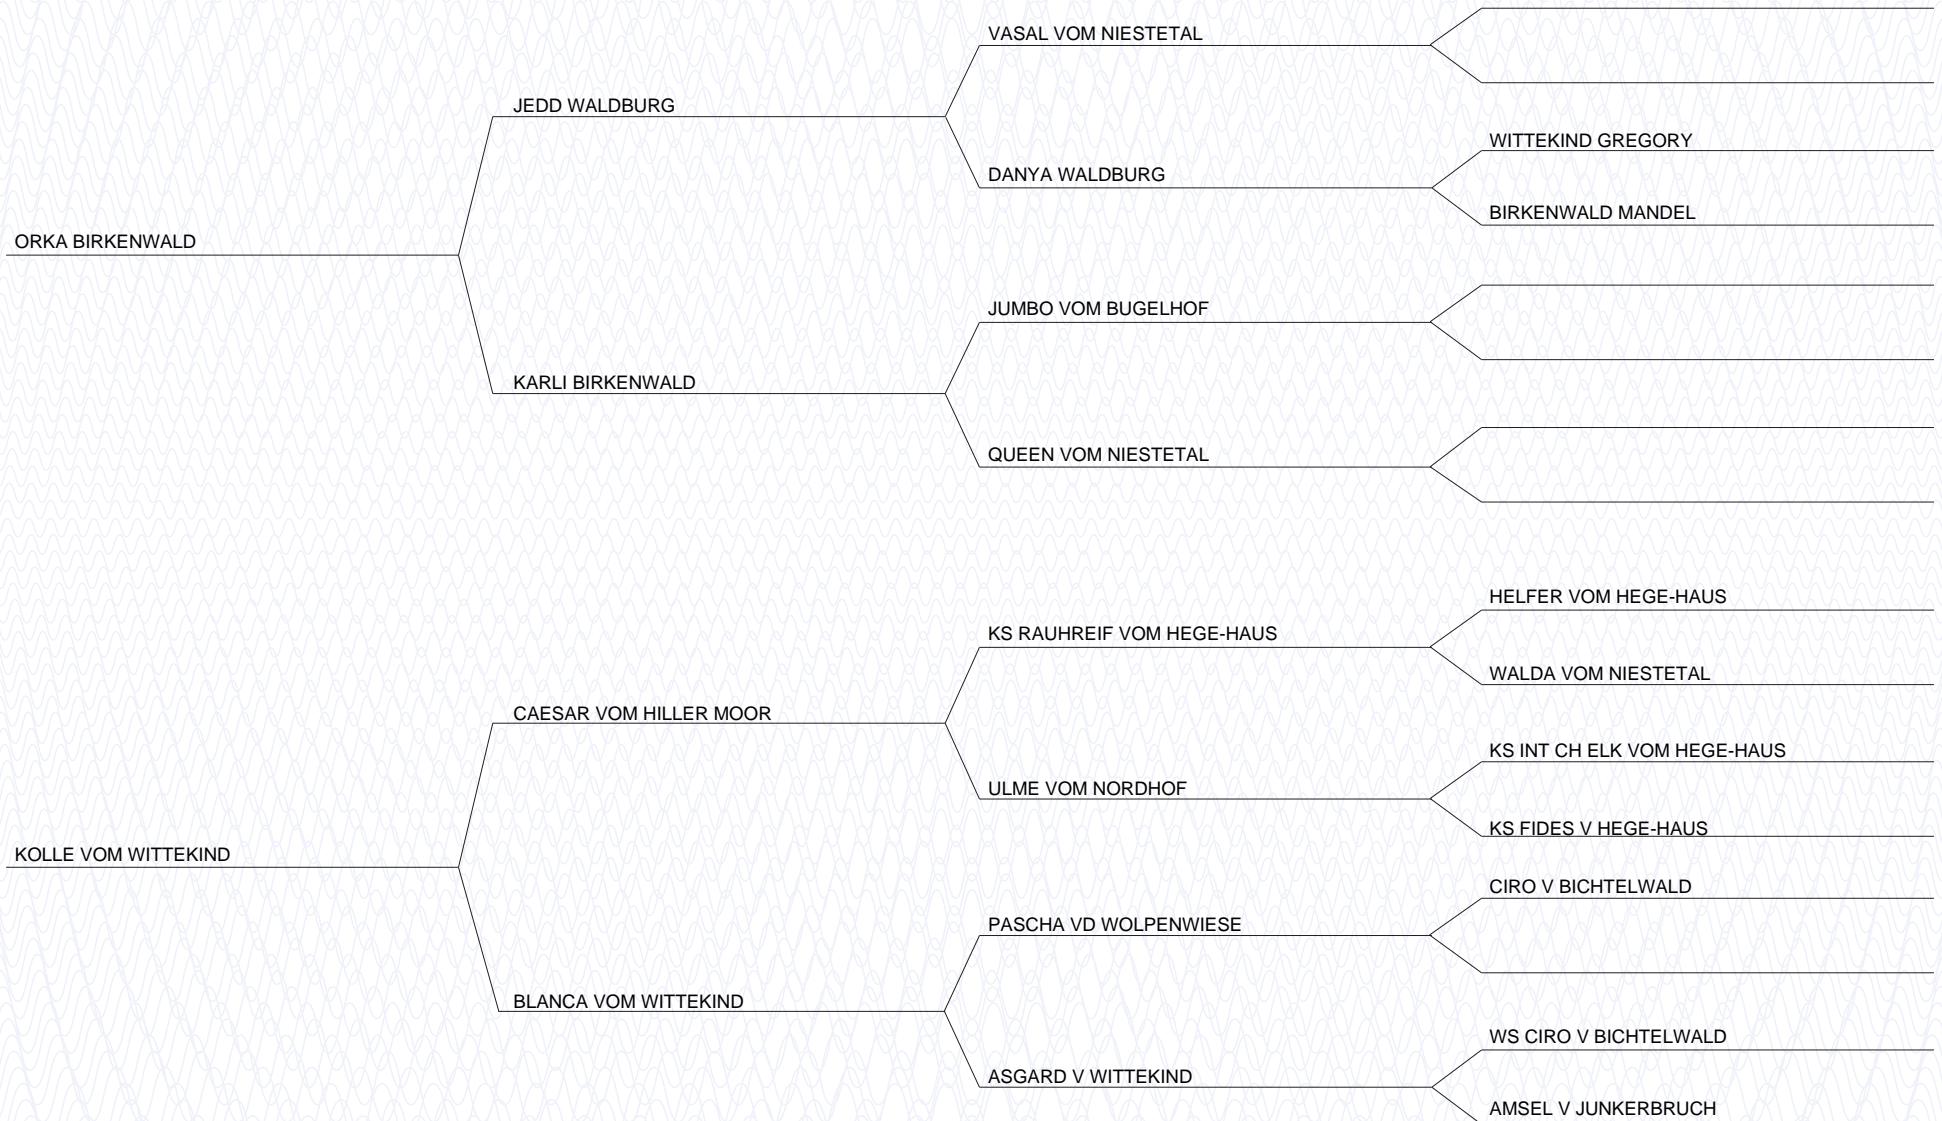 VASAL VOM NIESTETAL
JEDD WALDBURG
WITTEKIND GREGORY
DANYA WALDBURG
BIRKENWALD MANDEL
ORKA BIRKENWALD
JUMBO VOM BUGELHOF
KARLI BIRKENWALD
QUEEN VOM NIESTETAL
HELFER VOM HEGE-HAUS
KS RAUHREIF VOM HEGE-HAUS
WALDA VOM NIESTETAL
CAESAR VOM HILLER MOOR
KS INT CH ELK VOM HEGE-HAUS
ULME VOM NORDHOF
KS FIDES V HEGE-HAUS
KOLLE VOM WITTEKIND
CIRO V BICHTELWALD
PASCHA VD WOLPENWIESE
BLANCA VOM WITTEKIND
WS CIRO V BICHTELWALD
ASGARD V WITTEKIND
AMSEL V JUNKERBRUCH